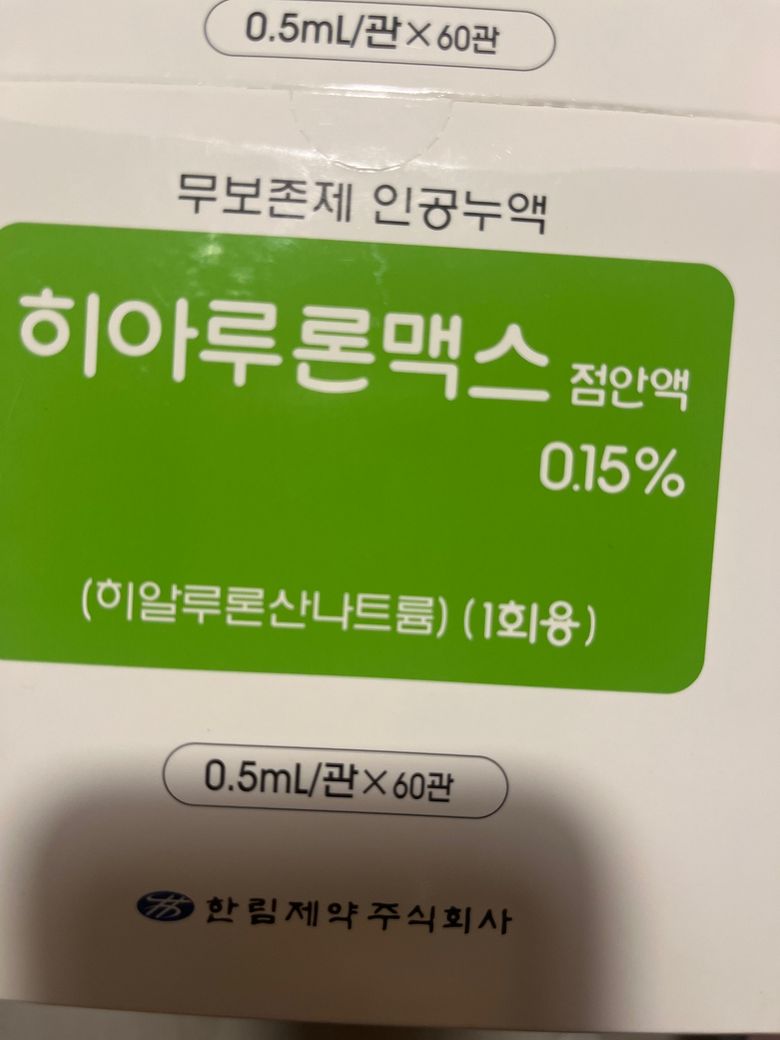 0.5mL/관×60관
무보존제 인공누액
히아루론맥스 점안액
0.15%
(히알루론산나트륨) (1회용)
0.5mL/관×60관
한림제약주식회사